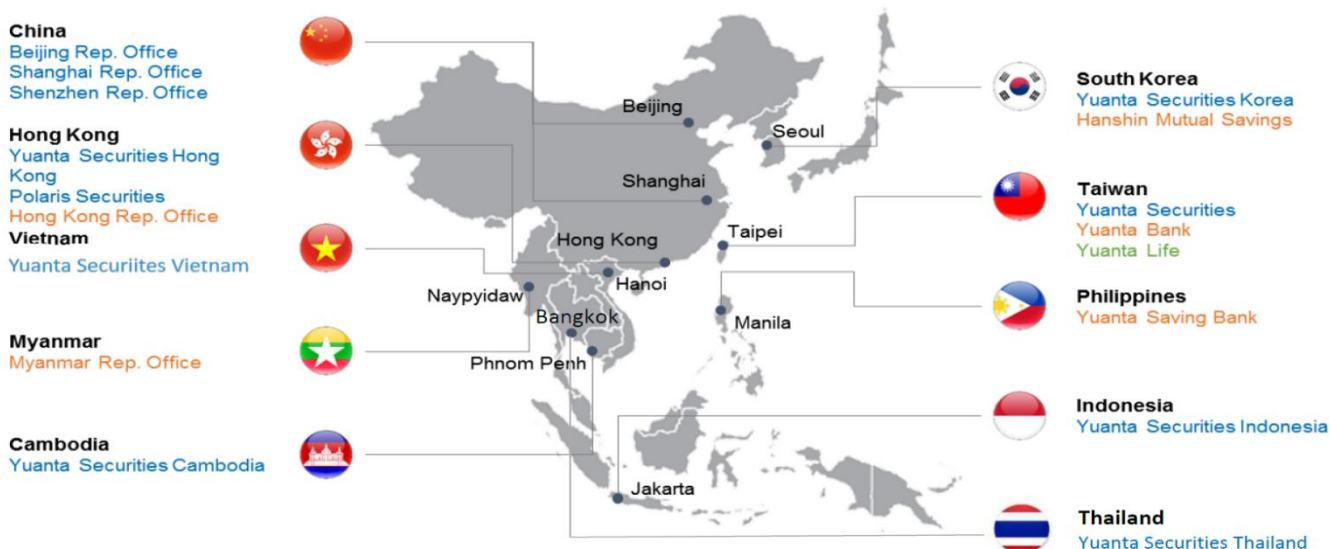 China
Beijing Rep. Office
Shanghai Rep. Office
Shenzhen Rep. Office
Hong Kong
Yuanta Securities Hong
Kong
Polaris Securities
Hong Kong Rep. Office
Vietnam
Yuanta Securiites Vietnam
Myanmar
Myanmar Rep. Office
Cambodia
Yuanta Securities Cambodia
Beijing
Seoul
Shanghai
Taipei
Hong Kong
Hanoi
Naypyidaw
Bangkok
Manila
Phnom Penh
Jakarta
South Korea
Yuanta Securities Korea
Hanshin Mutual Savings
Taiwan
Yuanta Securities
Yuanta Bank
Yuanta Life
Philippines
Yuanta Saving Bank
Indonesia
Yuanta Securities Indonesia
Thailand
Yuanta Securities Thailand